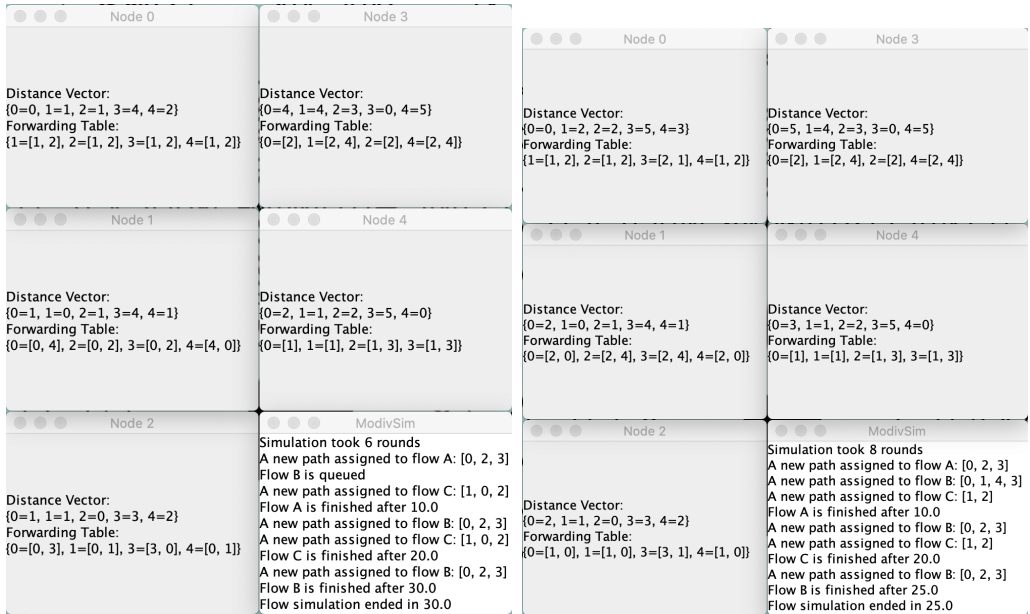 Node 0
Distance Vector:
{0=0, 1=1, 2=1, 3=4, 4=2}
Forwarding Table:
{1=[1, 2], 2=[1, 2], 3=[1, 2], 4=[1, 2]}
Node 3
Distance Vector:
{0=4, 1=4, 2=3, 3=0, 4=5}
Forwarding Table:
{0=[2], 1=[2, 4], 2=[2], 4=[2, 4]}
Node 1
Distance Vector:
{0=1, 1=0, 2=1, 3=4, 4=1}
Forwarding Table:
{0=[0, 4], 2=[0, 2], 3=[0, 2], 4=[4, 0]}
Node 4
Distance Vector:
{0=2, 1=1, 2=2, 3=5, 4=0}
Forwarding Table:
{0=[1], 1=[1], 2=[1, 3], 3=[1, 3]}
Node 2
Distance Vector:
{0=1, 1=1, 2=0, 3=3, 4=2}
Forwarding Table:
{0=[0, 3], 1=[0, 1], 3=[3, 0], 4=[0, 1]}
ModivSim
Simulation took 6 rounds
A new path assigned to flow A: [0, 2, 3]
Flow B is queued
A new path assigned to flow C: [1, 0, 2]
Flow A is finished after 10.0
A new path assigned to flow B: [0, 2, 3]
A new path assigned to flow C: [1, 0, 2]
Flow C is finished after 20.0
A new path assigned to flow B: [0, 2, 3]
Flow B is finished after 30.0
Flow simulation ended in 30.0
Node 0
Distance Vector:
{0=0, 1=2, 2=2, 3=5, 4=3}
Forwarding Table:
{1=[1, 2], 2=[1, 2], 3=[2, 1], 4=[1, 2]}
Node 3
Distance Vector:
{0=5, 1=4, 2=3, 3=0, 4=5}
Forwarding Table:
{0=[2], 1=[2, 4], 2=[2], 4=[2, 4]}
Node 1
Distance Vector:
{0=2, 1=0, 2=1, 3=4, 4=1}
Forwarding Table:
{0=[2, 0], 2=[2, 4], 3=[2, 4], 4=[2, 0]}
Node 4
Distance Vector:
{0=3, 1=1, 2=2, 3=5, 4=0}
Forwarding Table:
{0=[1], 1=[1], 2=[1, 3], 3=[1, 3]}
Node 2
Distance Vector:
{0=2, 1=1, 2=0, 3=3, 4=2}
Forwarding Table:
{0=[1, 0], 1=[1, 0], 3=[3, 1], 4=[1, 0]}
ModivSim
Simulation took 8 rounds
A new path assigned to flow A: [0, 2, 3]
A new path assigned to flow B: [0, 1, 4, 3]
A new path assigned to flow C: [1, 2]
Flow A is finished after 10.0
A new path assigned to flow B: [0, 2, 3]
A new path assigned to flow C: [1, 2]
Flow C is finished after 20.0
A new path assigned to flow B: [0, 2, 3]
Flow B is finished after 25.0
Flow simulation ended in 25.0